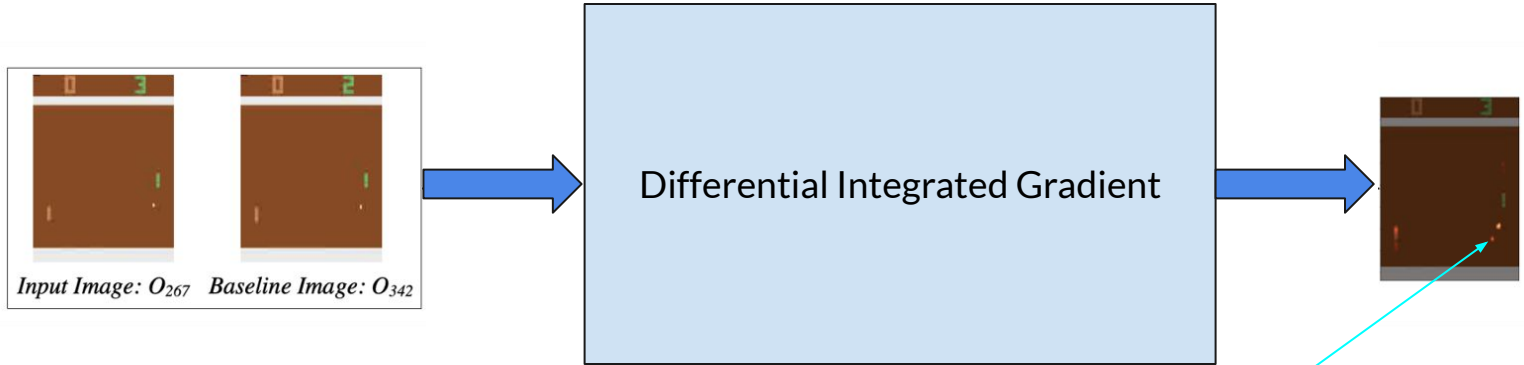 0 3
0 2
Input Image: O267
Baseline Image: O342
Differential Integrated Gradient
0 3